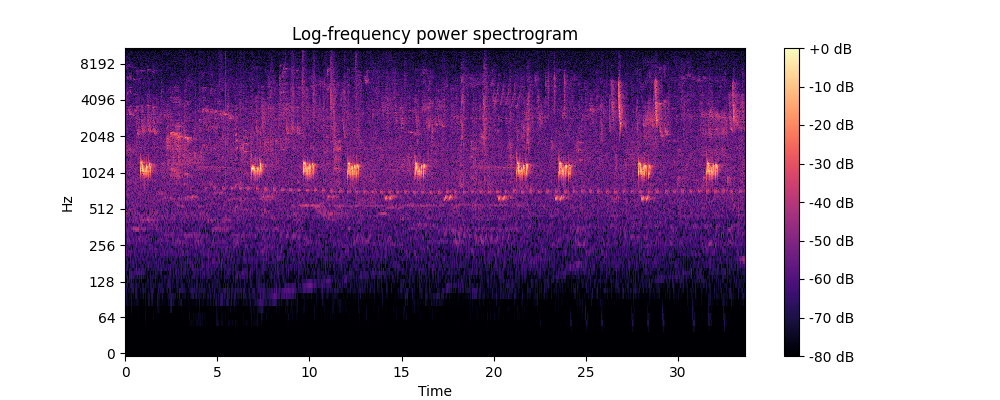 Log-frequency power spectrogram
8192
4096
2048
1024
512
256
128
64
0
Hz
0 5 10 15 20 25 30
Time
+0 dB
-10 dB
-20 dB
-30 dB
-40 dB
-50 dB
-60 dB
-70 dB
-80 dB